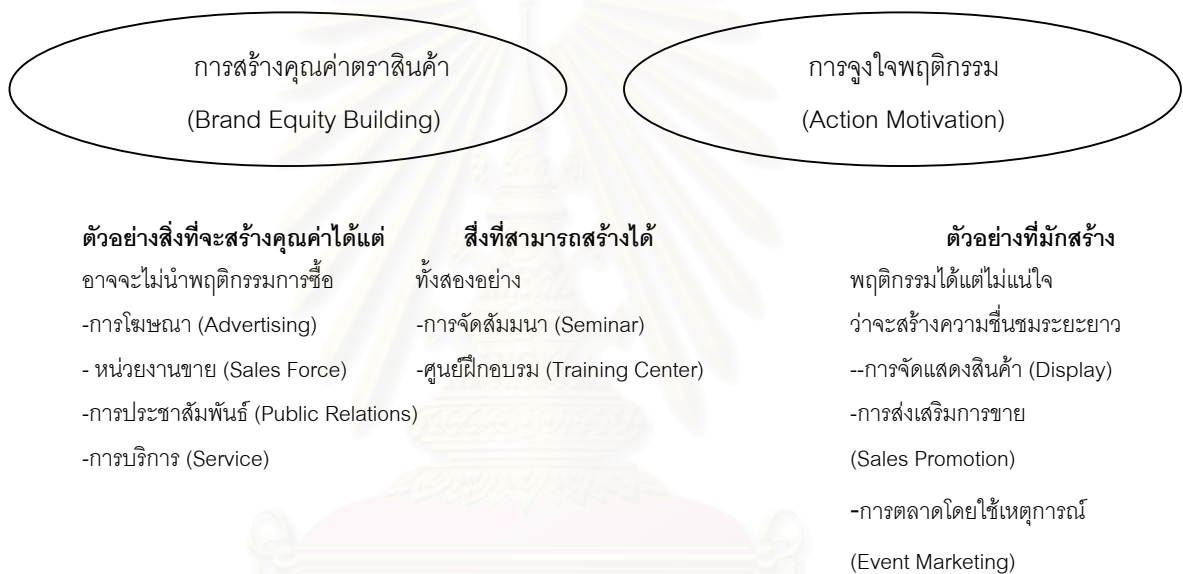 การสร้างคุณค่าตราสินค้า
(Brand Equity Building)
การจูงใจพฤติกรรม
(Action Motivation)
ตัวอย่างสิ่งที่จะสร้างคุณค่าได้แต่
อาจจะไม่นำพฤติกรรมการซื้อ
-การโฆษณา (Advertising)
- หน่วยงานขาย (Sales Force)
-การประชาสัมพันธ์ (Public Relations)
-การบริการ (Service)
สิ่งที่สามารถสร้างได้
ทั้งสองอย่าง
-การจัดสัมมนา (Seminar)
-ศูนย์ฝึกอบรม (Training Center)
ตัวอย่างที่มักสร้าง
พฤติกรรมได้แต่ไม่แน่ใจ
ว่าจะสร้างความชื่นชมระยะยาว
--การจัดแสดงสินค้า (Display)
-การส่งเสริมการขาย
(Sales Promotion)
-การตลาดโดยใช้เหตุการณ์
(Event Marketing)